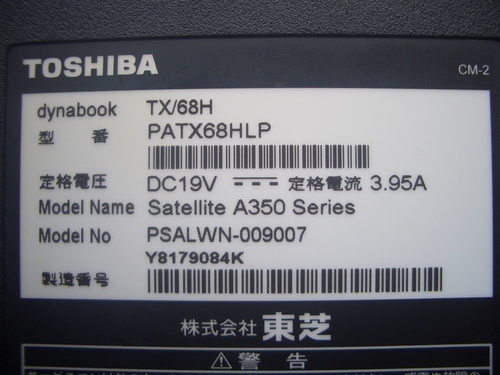 TOSHIBA CM-2
dynabook TX/68H
型 番 PATX68HLP
定格電圧 DC19V 定格電流 3.95A
Model Name Satellite A350 Series
Model No PSALWN-009007
Y8179084K
製造番号
株式会社 東芝
⚠警 告